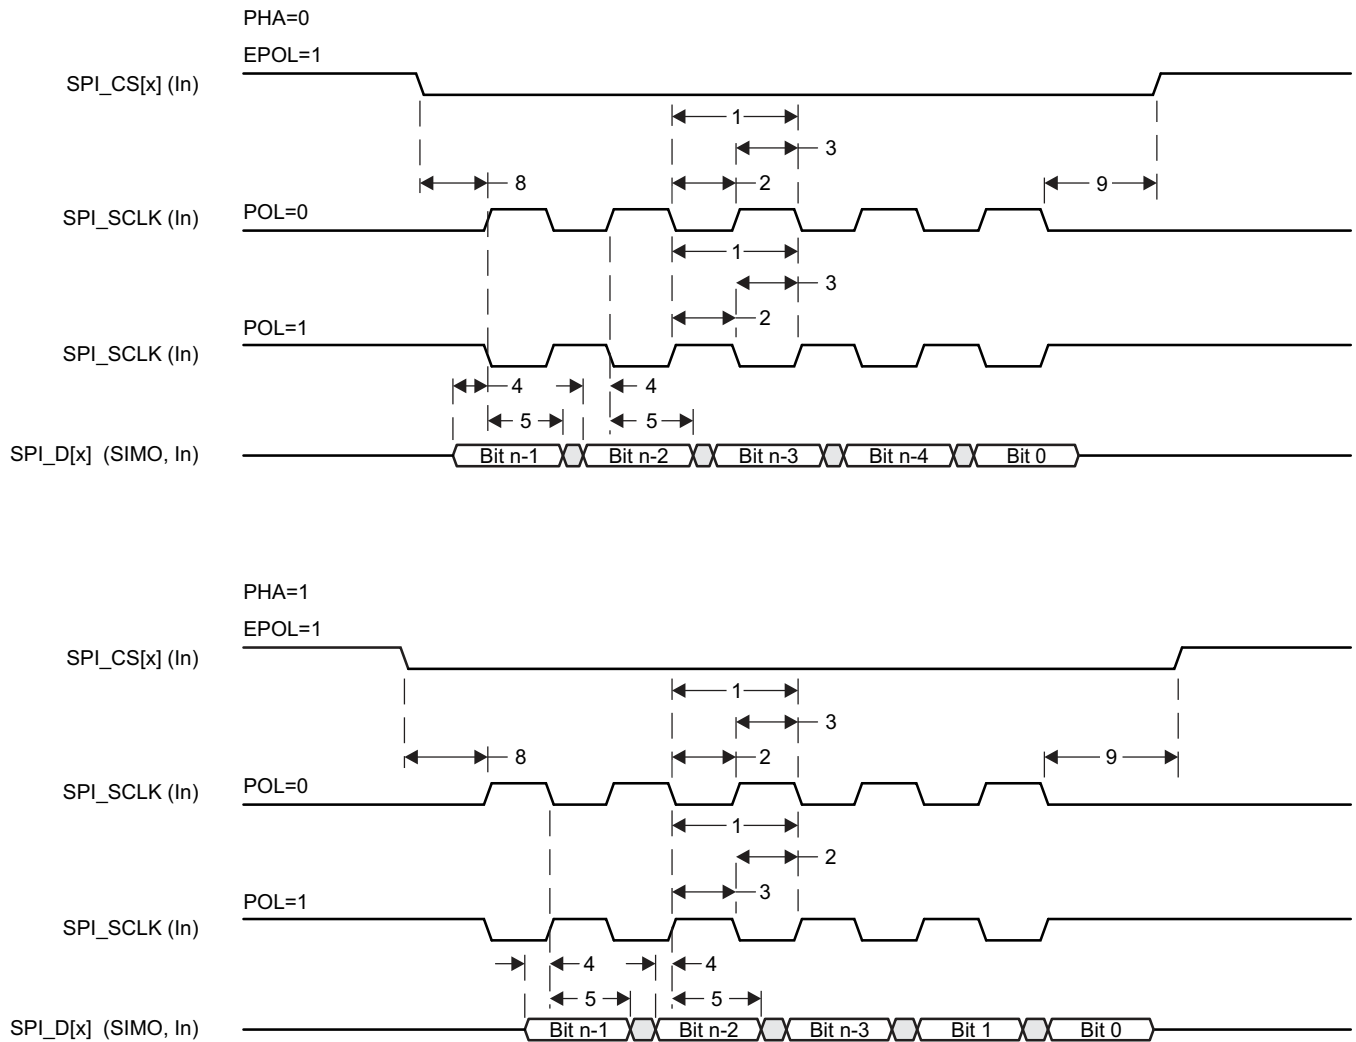 PHA=0
EPOL=1
SPI_CS[x] (In)
1
3
8
2
9
SPI_SCLK (In)
POL=0
1
3
2
POL=1
SPI_SCLK (In)
4
4
5
5
SPI_D[x] (SIMO, In)
Bit n-1
Bit n-2
Bit n-3
Bit n-4
Bit 0
PHA=1
EPOL=1
SPI_CS[x] (In)
1
3
8
2
9
SPI_SCLK (In)
POL=0
1
2
3
POL=1
SPI_SCLK (In)
4
4
5
5
SPI_D[x] (SIMO, In)
Bit n-1
Bit n-2
Bit n-3
Bit 1
Bit 0